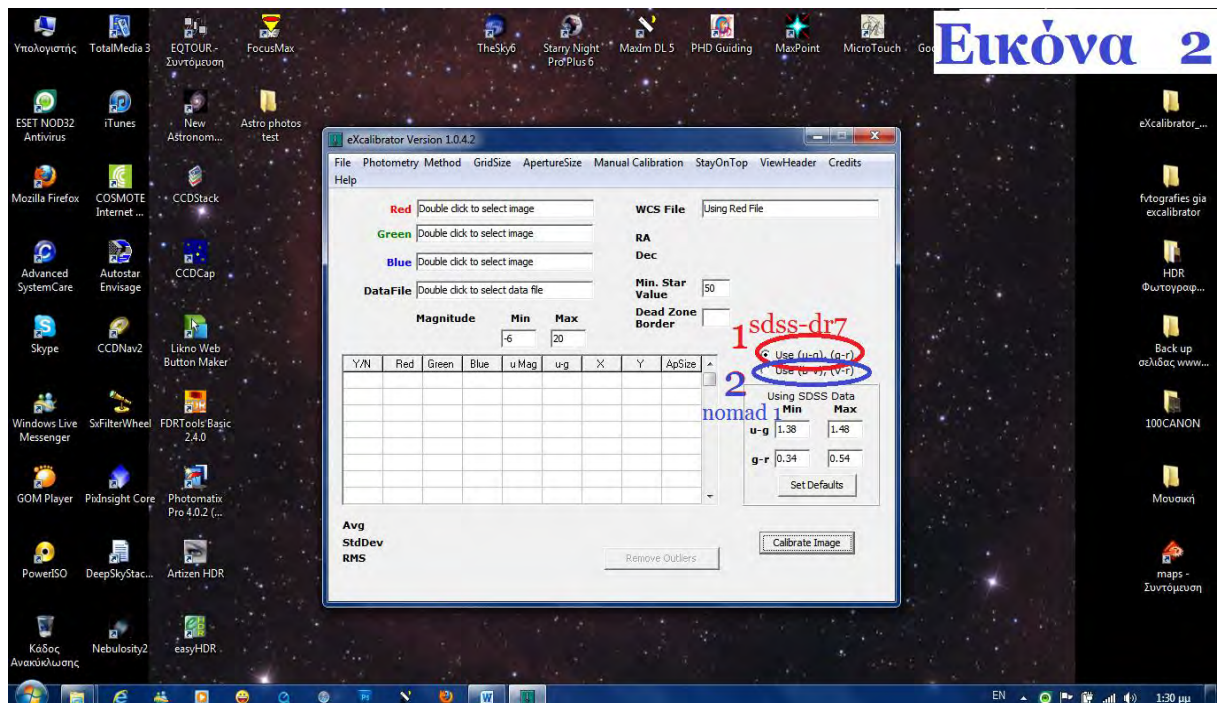 Εικόνα 2
Υπολογιστής
TotalMedia 3
EQTOUR - Συντόμευση
FocusMax
TheSky6
Starry Night Pro Plus 6
MaxIm DL 5
PHD Guiding
MaxPoint
MicroTouch
ESET NOD32 Antivirus
iTunes
New Astronom...
Astro photos test
eXcalibrator_...
Mozilla Firefox
COSMOTE Internet ...
CCDStack
fvtografies gia excalibrator
Advanced SystemCare
Autostar Envisage
CCDCap
HDR Φωτογραφ...
Skype
CCDNav2
Likno Web Button Maker
Back up σελιδας www...
Windows Live Messenger
SxFilterWheel
FDRTools Basic 2.4.0
100CANON
GOM Player
PixInsight Core
Photomatix Pro 4.0.2 (...
Μουσική
PowerISO
DeepSkyStac...
Artizen HDR
maps - Συντόμευση
Κάδος Ανακύκλωσης
Nebulosity2
easyHDR
eXcalibrator Version 1.0.4.2
File Photometry Method GridSize ApertureSize Manual Calibration StayOnTop ViewHeader Credits
Help
Red Double click to select image
WCS File Using Red File
Green Double click to select image
RA
Blue Double click to select image
Dec
DataFile Double click to select data file
Min. Star Value 50
Magnitude Min Max
-6 20
Dead Zone Border
1 sdss-dr7
Use (u-g), (g-r)
Use (b-v), (v-r)
2
nomad 1
Y/N Red Green Blue u Mag u-g X Y ApSize
Using SDSS Data
Min Max
u-g 1.38 1.48
g-r 0.34 0.54
Set Defaults
Avg
StdDev
RMS
Remove Outliers
Calibrate Image
EN
1:30 μμ